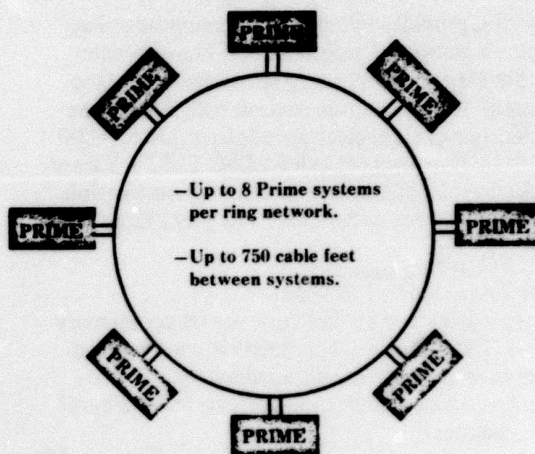 PRIME
PRIME
PRIME
–Up to 8 Prime systems
per ring network.
PRIME
PRIME
–Up to 750 cable feet
between systems.
PRIME
PRIME
PRIME